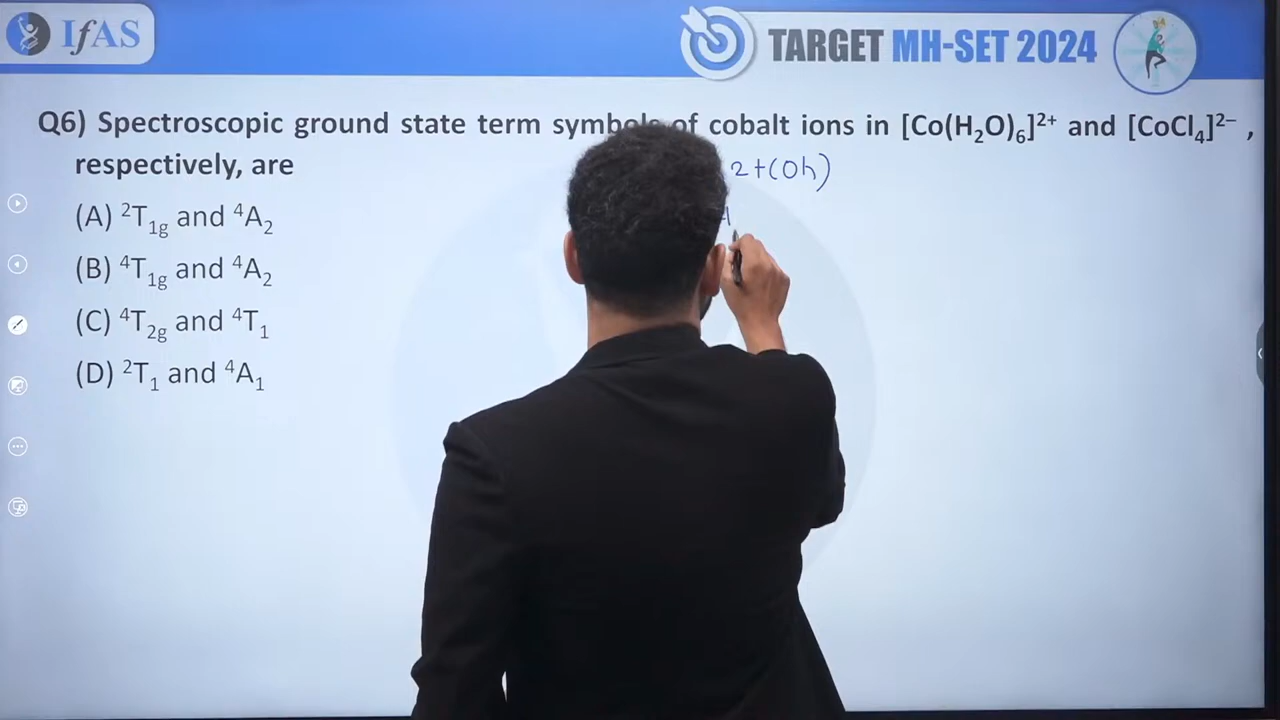 IfAS
TARGET MH-SET 2024
Q6) Spectroscopic ground state term symbols of cobalt ions in [Co(H₂O)₆]²⁺ and [CoCl₄]²⁻ ,
respectively, are
2+(Oh)
(A) ²T₁g and ⁴A₂
(B) ⁴T₁g and ⁴A₂
(C) ⁴T₂g and ⁴T₁
(D) ²T₁ and ⁴A₁